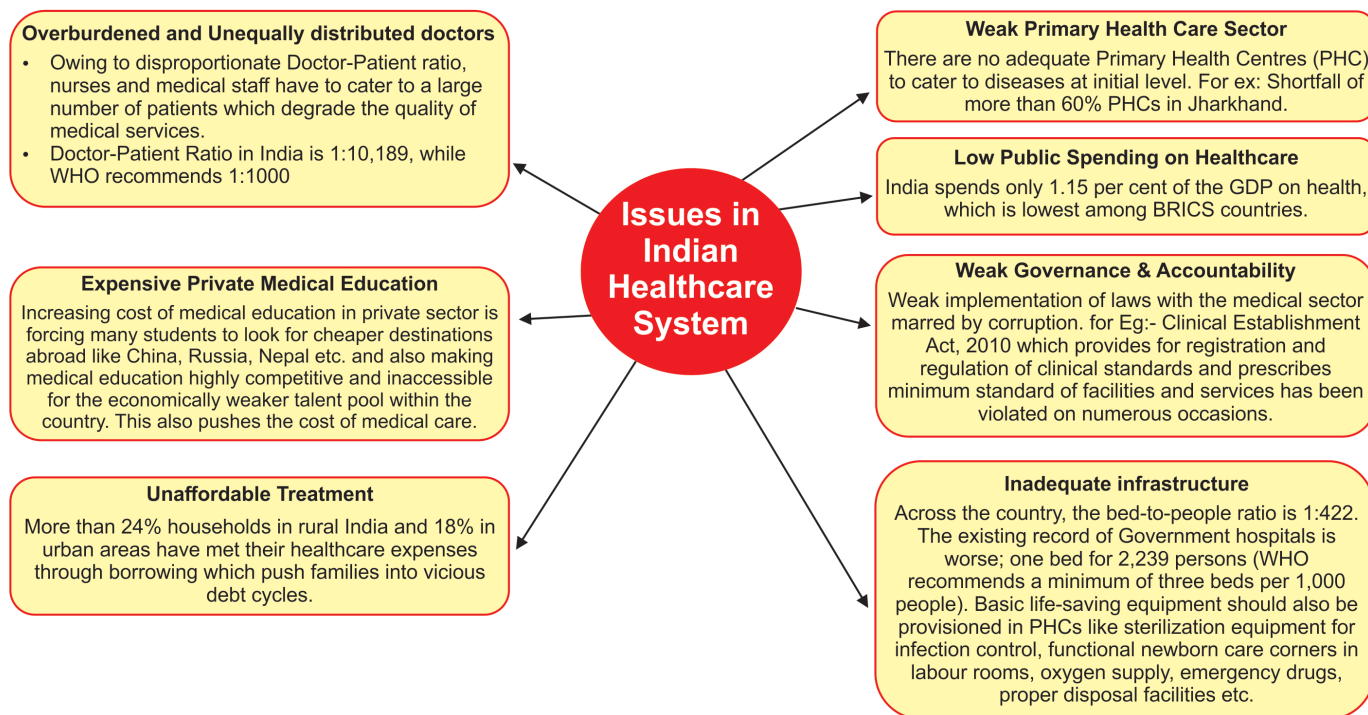 Overburdened and Unequally distributed doctors
• Owing to disproportionate Doctor-Patient ratio,
nurses and medical staff have to cater to a large
number of patients which degrade the quality of
medical services.
• Doctor-Patient Ratio in India is 1:10,189, while
WHO recommends 1:1000
Expensive Private Medical Education
Increasing cost of medical education in private sector is
forcing many students to look for cheaper destinations
abroad like China, Russia, Nepal etc. and also making
medical education highly competitive and inaccessible
for the economically weaker talent pool within the
country. This also pushes the cost of medical care.
Unaffordable Treatment
More than 24% households in rural India and 18% in
urban areas have met their healthcare expenses
through borrowing which push families into vicious
debt cycles.
Issues in
Indian
Healthcare
System
Weak Primary Health Care Sector
There are no adequate Primary Health Centres (PHC)
to cater to diseases at initial level. For ex: Shortfall of
more than 60% PHCs in Jharkhand.
Low Public Spending on Healthcare
India spends only 1.15 per cent of the GDP on health,
which is lowest among BRICS countries.
Weak Governance & Accountability
Weak implementation of laws with the medical sector
marred by corruption. for Eg:- Clinical Establishment
Act, 2010 which provides for registration and
regulation of clinical standards and prescribes
minimum standard of facilities and services has been
violated on numerous occasions.
Inadequate infrastructure
Across the country, the bed-to-people ratio is 1:422.
The existing record of Government hospitals is
worse; one bed for 2,239 persons (WHO
recommends a minimum of three beds per 1,000
people). Basic life-saving equipment should also be
provisioned in PHCs like sterilization equipment for
infection control, functional newborn care corners in
labour rooms, oxygen supply, emergency drugs,
proper disposal facilities etc.